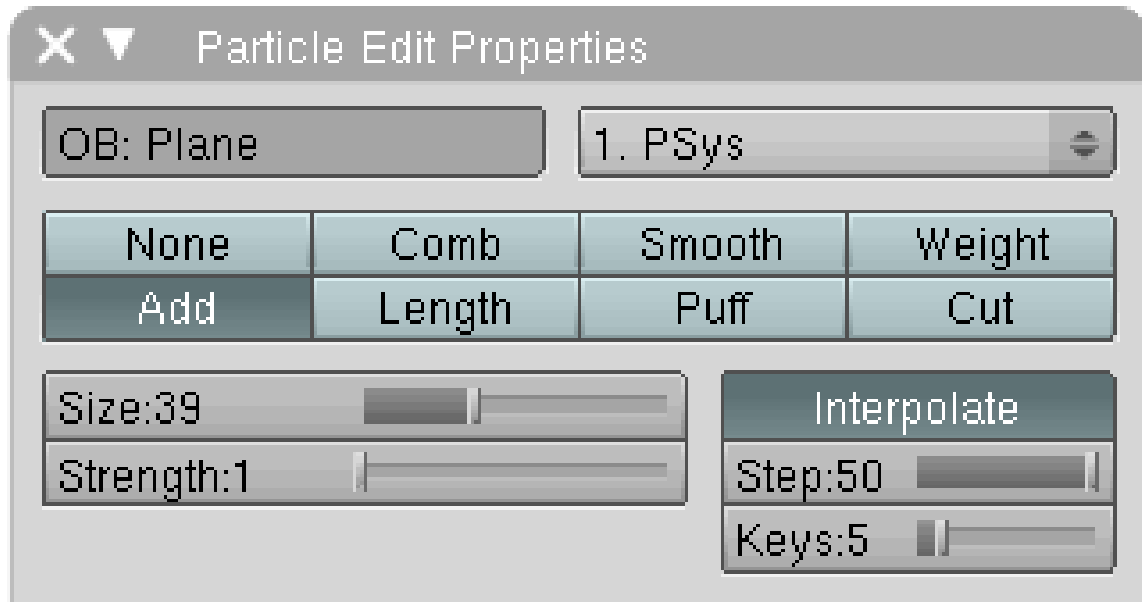 Particle Edit Properties
OB: Plane 1. PSys
None Comb Smooth Weight
Add Length Puff Cut
Size:39 Interpolate
Strength:1 Step:50
Keys:5